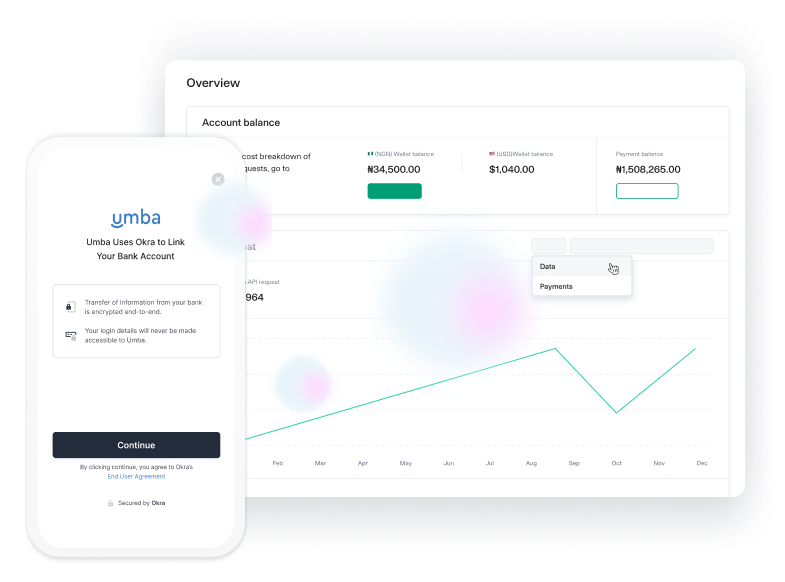 Overview
Account balance
cost breakdown of
quests, go to
(NGN) Wallet balance
₦34,500.00
(USD)Wallet balance
$1,040.00
Payment balance
₦1,508,265.00
API request
964
Data
Payments
Feb Mar Apr May Jun Jul Aug Sep Oct Nov Dec
umba
Umba Uses Okra to Link
Your Bank Account
Transfer of information from your bank
is encrypted end-to-end.
Your login details will never be made
accessible to Umba.
Continue
By clicking continue, you agree to Okra's
End User Agreement
Secured by Okra